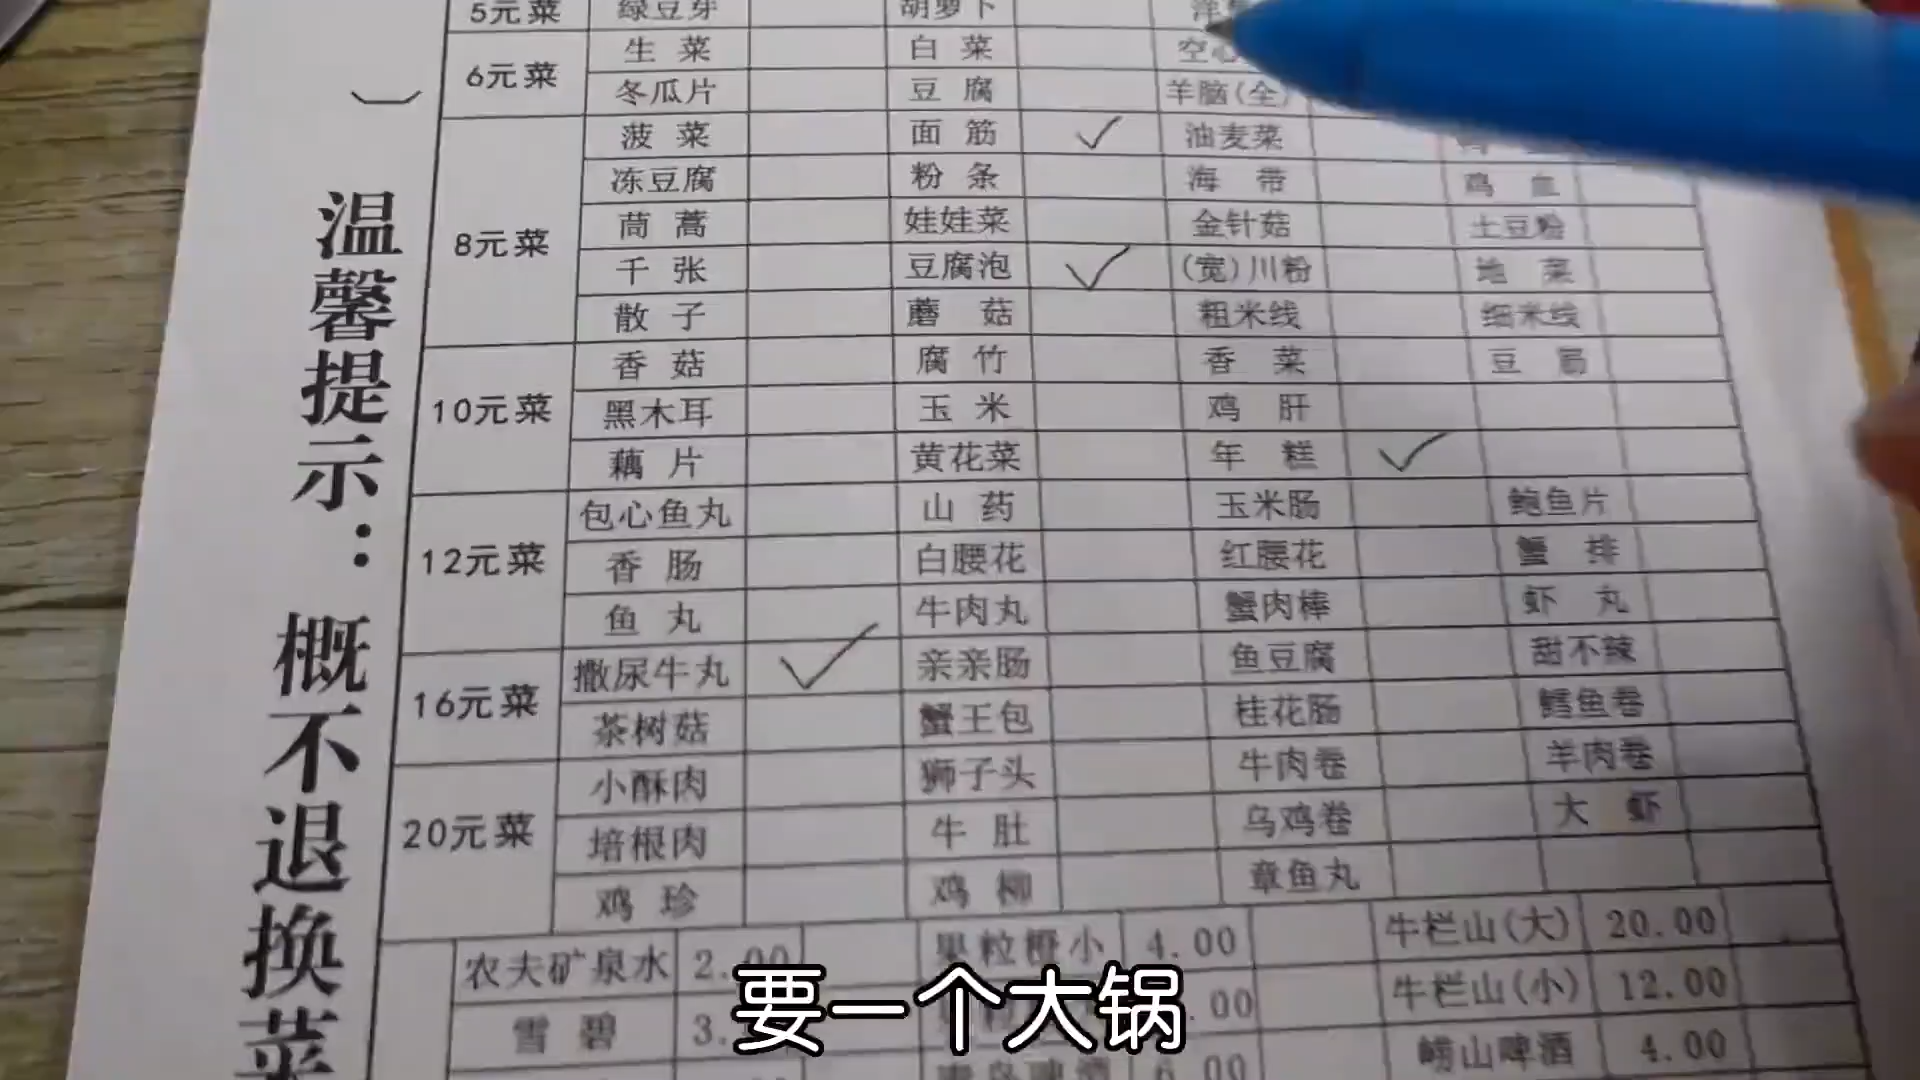 温馨提示：概不退换菜
5元菜 绿豆芽 胡萝卜
6元菜
生菜 白菜
冬瓜片 豆腐 羊脑(全)
8元菜
菠菜 面筋 ✓ 油麦菜
冻豆腐 粉条 海带 鸡血
茼蒿 娃娃菜 金针菇 土豆粉
千张 豆腐泡 ✓ (宽)川粉 地菜
散子 蘑菇 粗米线 细米线
10元菜
香菇 腐竹 香菜 豆筋
黑木耳 玉米 鸡肝
藕片 黄花菜 年糕 ✓
12元菜
包心鱼丸 山药 玉米肠 鲍鱼片
香肠 白腰花 红腰花 蟹排
鱼丸 牛肉丸 蟹肉棒 虾丸
16元菜
撒尿牛丸 ✓ 亲亲肠 鱼豆腐 甜不辣
茶树菇 蟹王包 桂花肠 鳕鱼卷
20元菜
小酥肉 狮子头 牛肉卷 羊肉卷
培根肉 牛肚 乌鸡卷 大虾
鸡珍 鸡柳 章鱼丸
农夫矿泉水 2.00 果粒橙小 4.00 牛栏山(大) 20.00
雪碧 3. .00 牛栏山(小) 12.00
6.00 崂山啤酒 4.00
要一个大锅